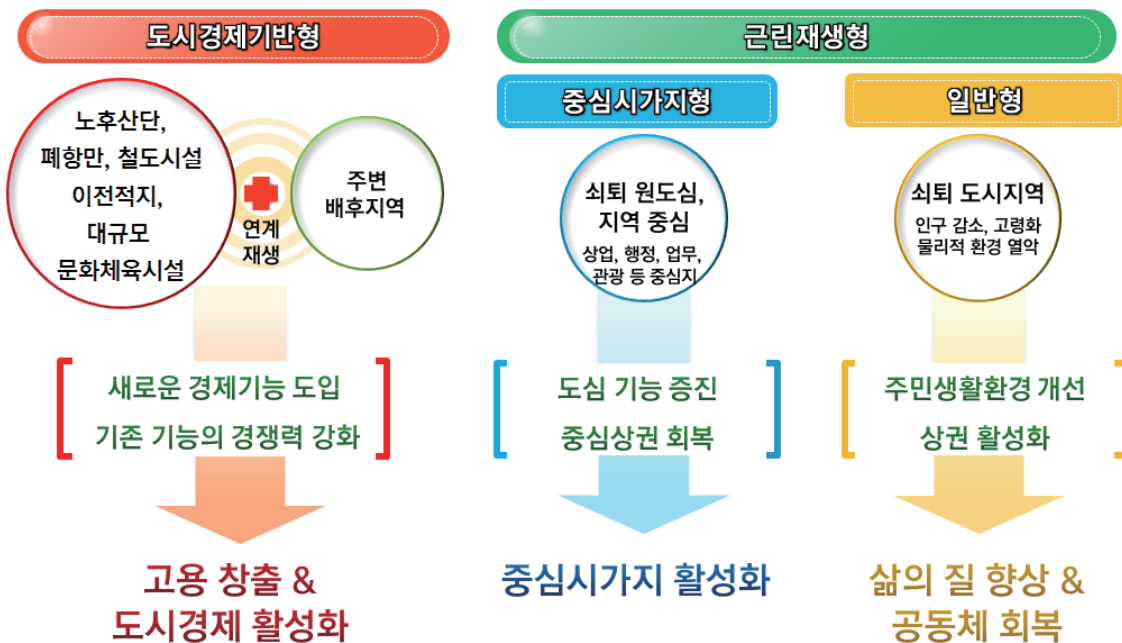 도시경제기반형
노후산단,
폐항만, 철도시설
이전적지,
대규모
문화체육시설
연계
재생
주변
배후지역
새로운 경제기능 도입
기존 기능의 경쟁력 강화
고용 창출 &
도시경제 활성화
근린재생형
중심시가지형
쇠퇴 원도심,
지역 중심
상업, 행정, 업무,
관광 등 중심지
도심 기능 증진
중심상권 회복
중심시가지 활성화
일반형
쇠퇴 도시지역
인구 감소, 고령화
물리적 환경 열악
주민생활환경 개선
상권 활성화
삶의 질 향상 &
공동체 회복